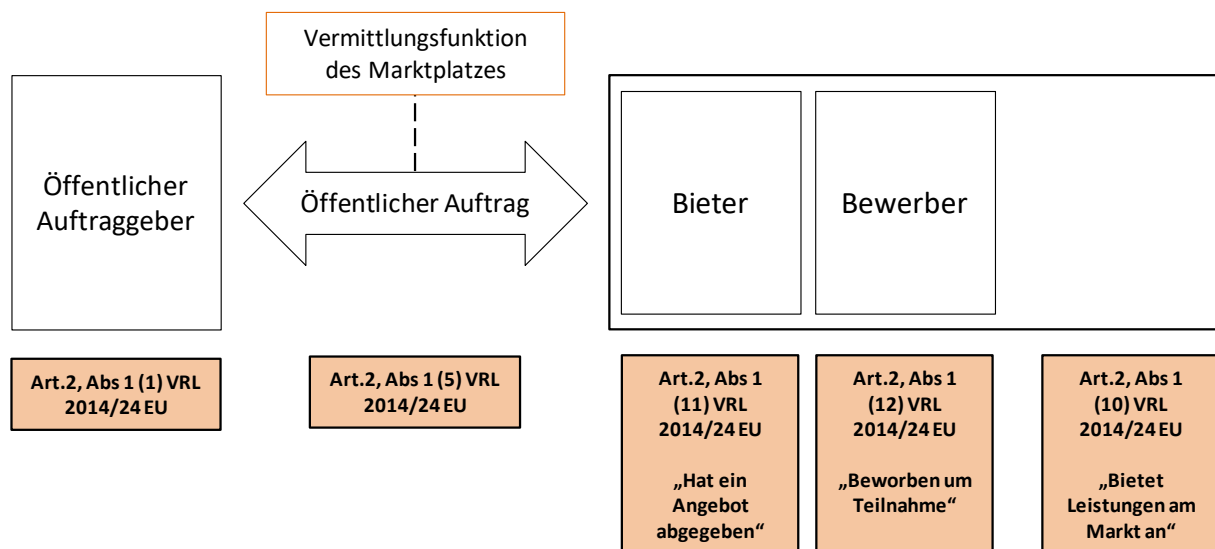 Vermittlungsfunktion
des Marktplatzes
Öffentlicher
Auftraggeber
Öffentlicher Auftrag
Bieter
Bewerber
Art.2, Abs 1 (1) VRL
2014/24 EU
Art.2, Abs 1 (5) VRL
2014/24 EU
Art.2, Abs 1
(11) VRL
2014/24 EU
„Hat ein
Angebot
abgegeben“
Art.2, Abs 1
(12) VRL
2014/24 EU
„Beworben um
Teilnahme“
Art.2, Abs 1
(10) VRL
2014/24 EU
„Bietet
Leistungen am
Markt an“